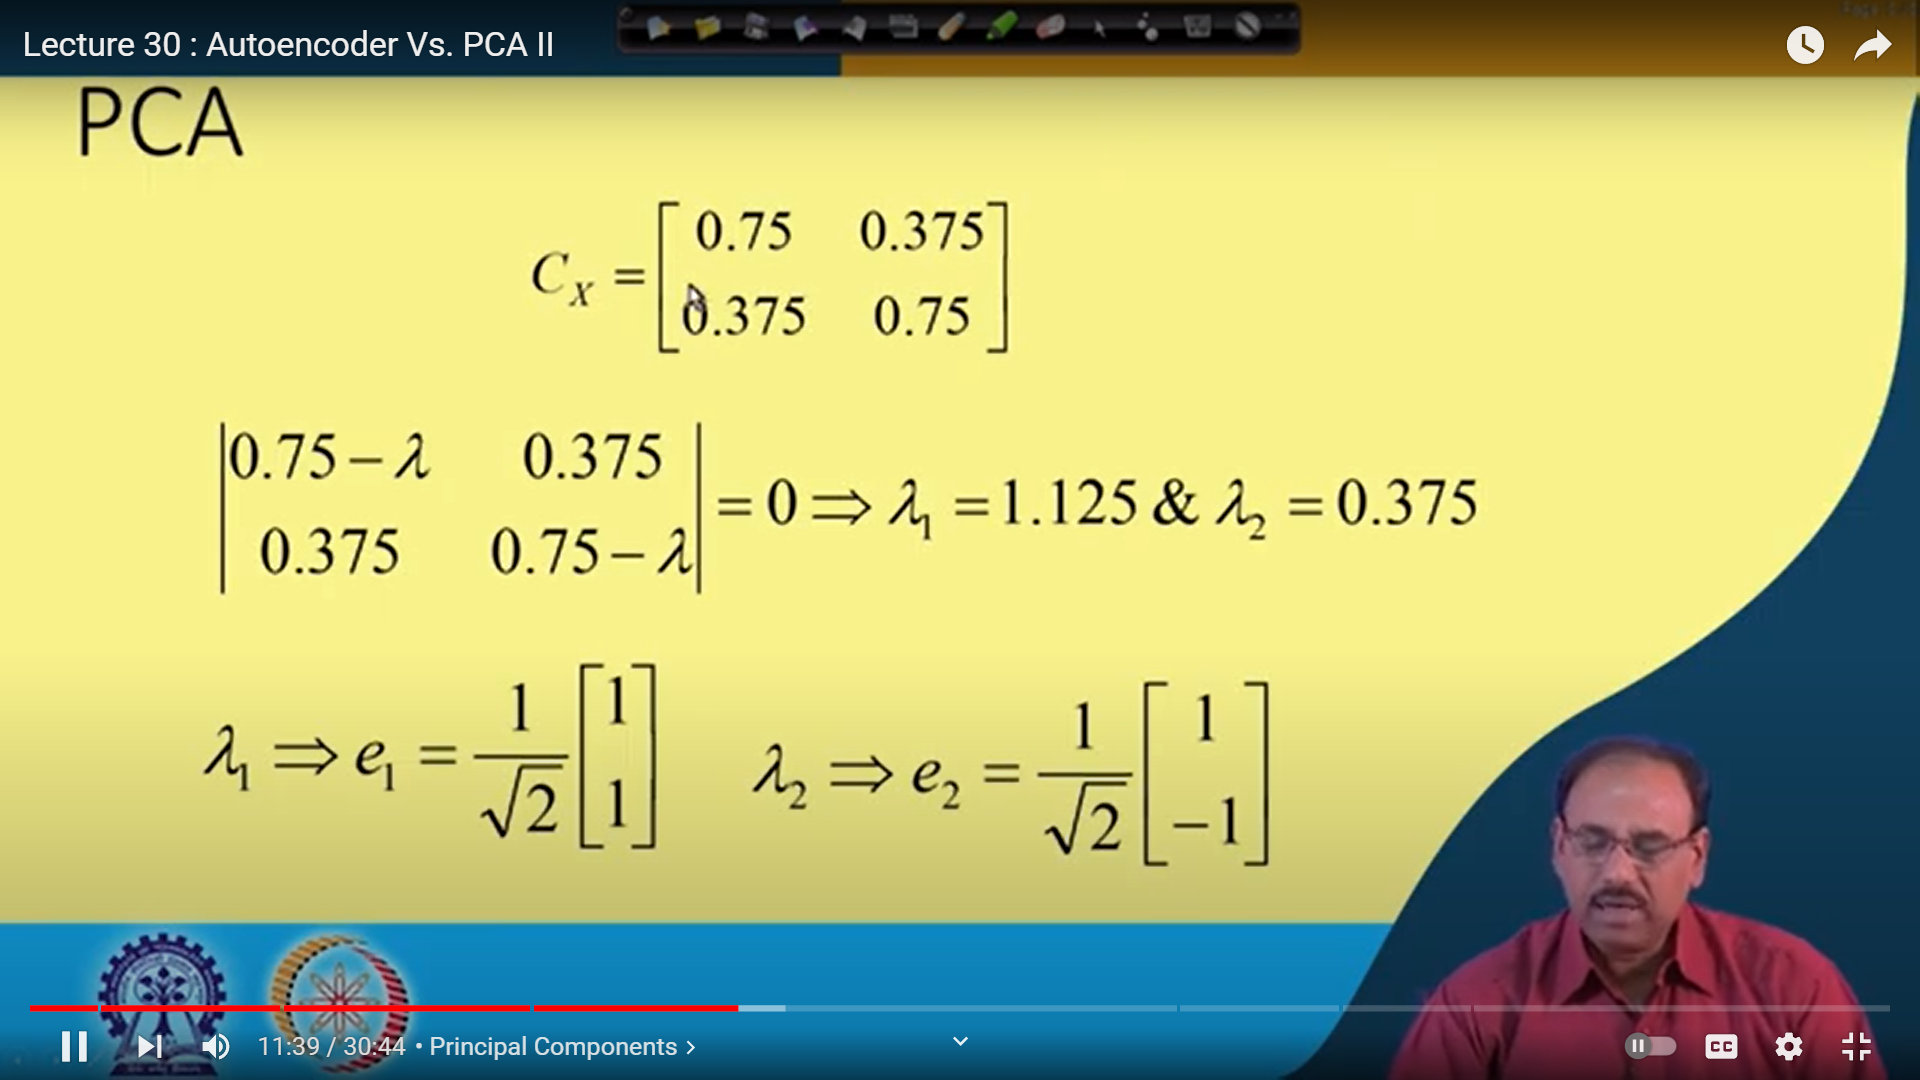 Lecture 30 : Autoencoder Vs. PCA II
PCA
C_X = [0.75 0.375
0.375 0.75]
|0.75 − λ 0.375
0.375 0.75 − λ| = 0 ⇒ λ₁ = 1.125 & λ₂ = 0.375
λ₁ ⇒ e₁ = 1/√2 [1 1] λ₂ ⇒ e₂ = 1/√2 [1 −1]
11:39 / 30:44 • Principal Components >
CC